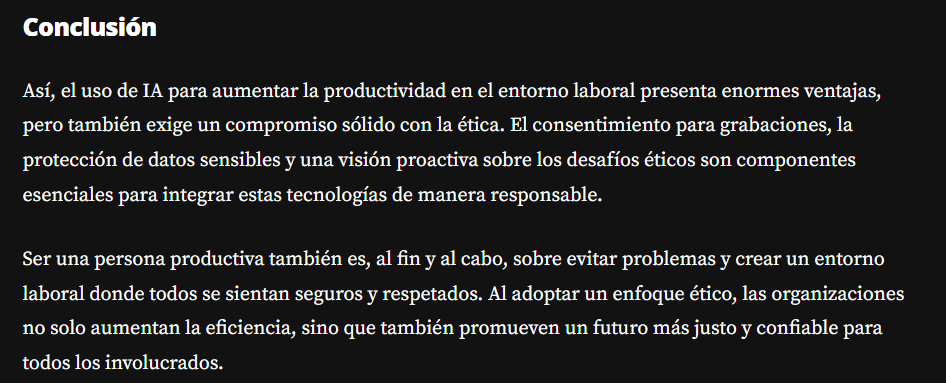 Conclusión
Así, el uso de IA para aumentar la productividad en el entorno laboral presenta enormes ventajas,
pero también exige un compromiso sólido con la ética. El consentimiento para grabaciones, la
protección de datos sensibles y una visión proactiva sobre los desafíos éticos son componentes
esenciales para integrar estas tecnologías de manera responsable.
Ser una persona productiva también es, al fin y al cabo, sobre evitar problemas y crear un entorno
laboral donde todos se sientan seguros y respetados. Al adoptar un enfoque ético, las organizaciones
no solo aumentan la eficiencia, sino que también promueven un futuro más justo y confiable para
todos los involucrados.